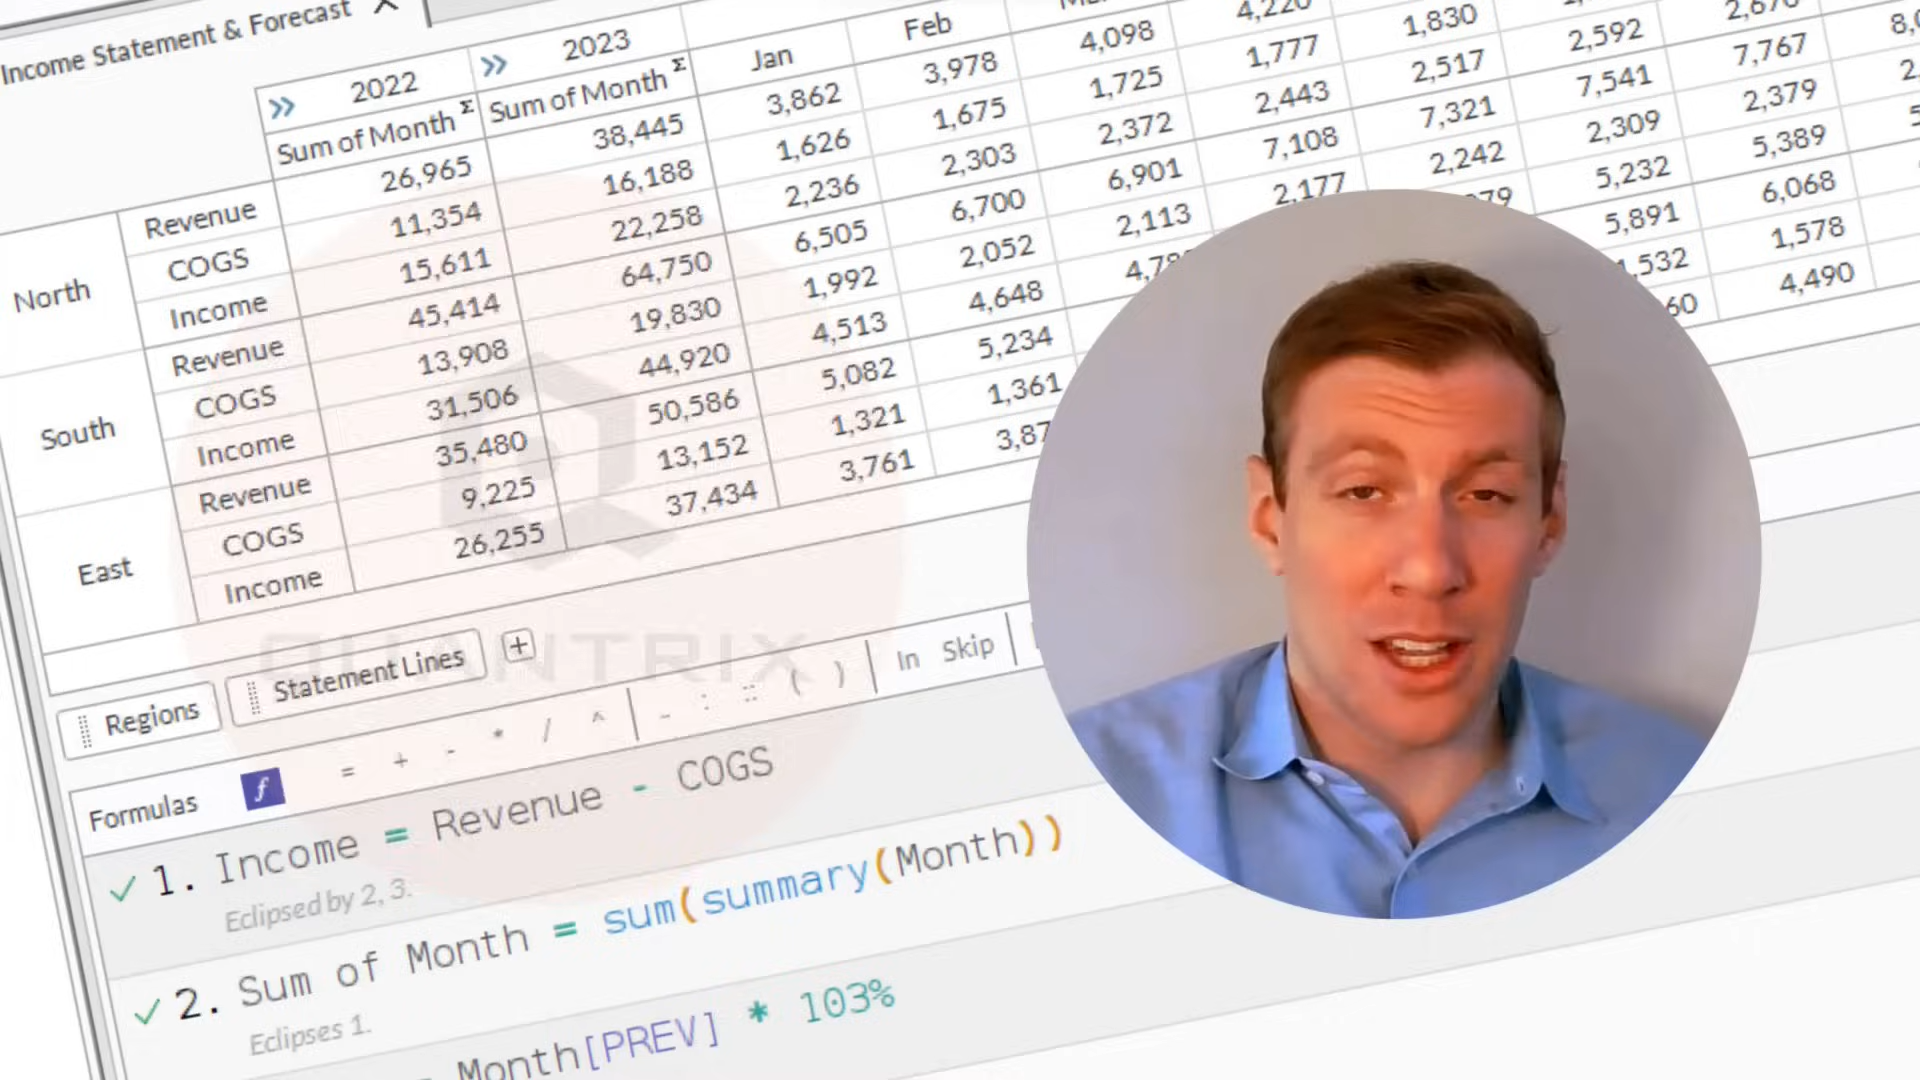 Income Statement & Forecast
2022 2023
Sum of Month Σ Sum of Month Σ Jan Feb
North Revenue 26,965 38,445 3,862 3,978 4,098 4,220
COGS 11,354 16,188 1,626 1,675 1,725 1,777 1,830
Income 15,611 22,258 2,236 2,303 2,372 2,443 2,517 2,592
South Revenue 45,414 64,750 6,505 6,700 6,901 7,108 7,321 7,541 7,767
COGS 13,908 19,830 1,992 2,052 2,113 2,177 2,242 2,309 2,379
Income 31,506 44,920 4,513 4,648 5,232 5,389
East Revenue 35,480 50,586 5,082 5,234 5,891 6,068
COGS 9,225 13,152 1,321 1,361 1,578
Income 26,255 37,434 3,761 4,490
QUANTRIX
Regions Statement Lines +
Formulas f = + - * / ^ _ : :: ( ) In Skip
1. Income = Revenue - COGS
Eclipsed by 2, 3.
2. Sum of Month = sum(summary(Month))
Eclipses 1.
Month[PREV] * 103%